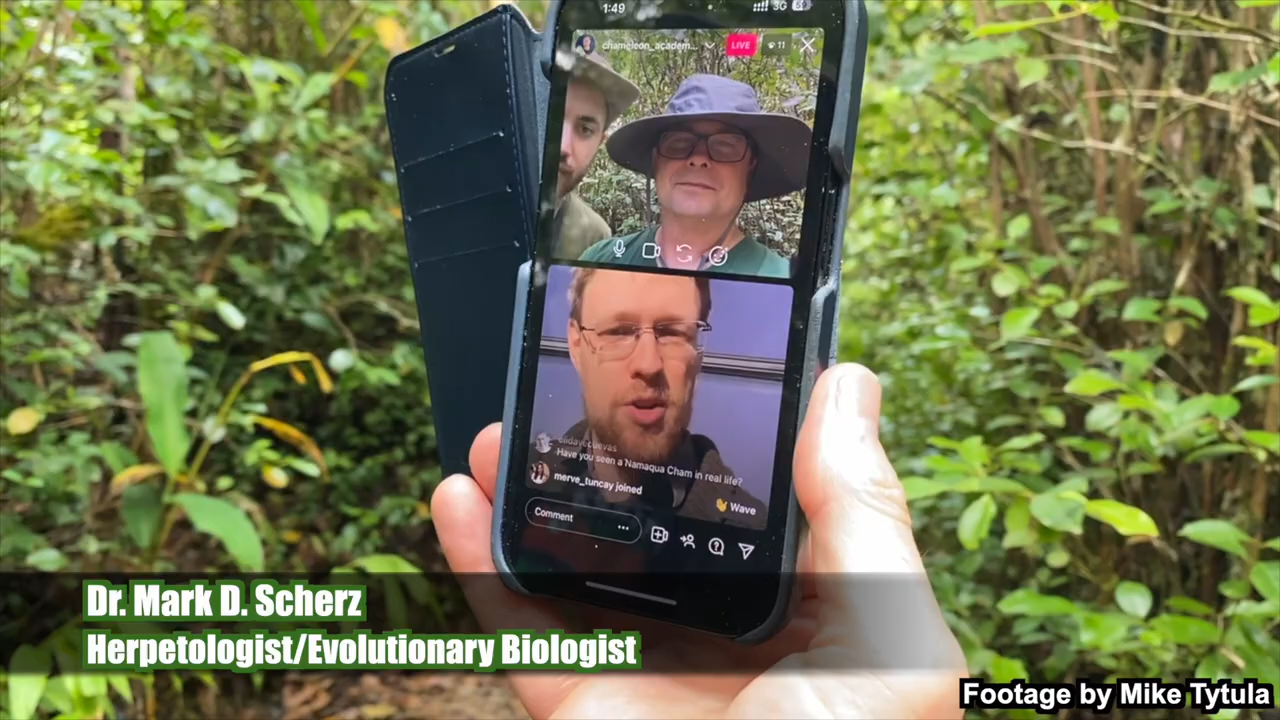 1:49
3G
chameleon_academ...
LIVE
11
Have you seen a Namaqua Cham in real life?
merve_tuncay joined
👋 Wave
Comment
Dr. Mark D. Scherz
Herpetologist/Evolutionary Biologist
Footage by Mike Tytula